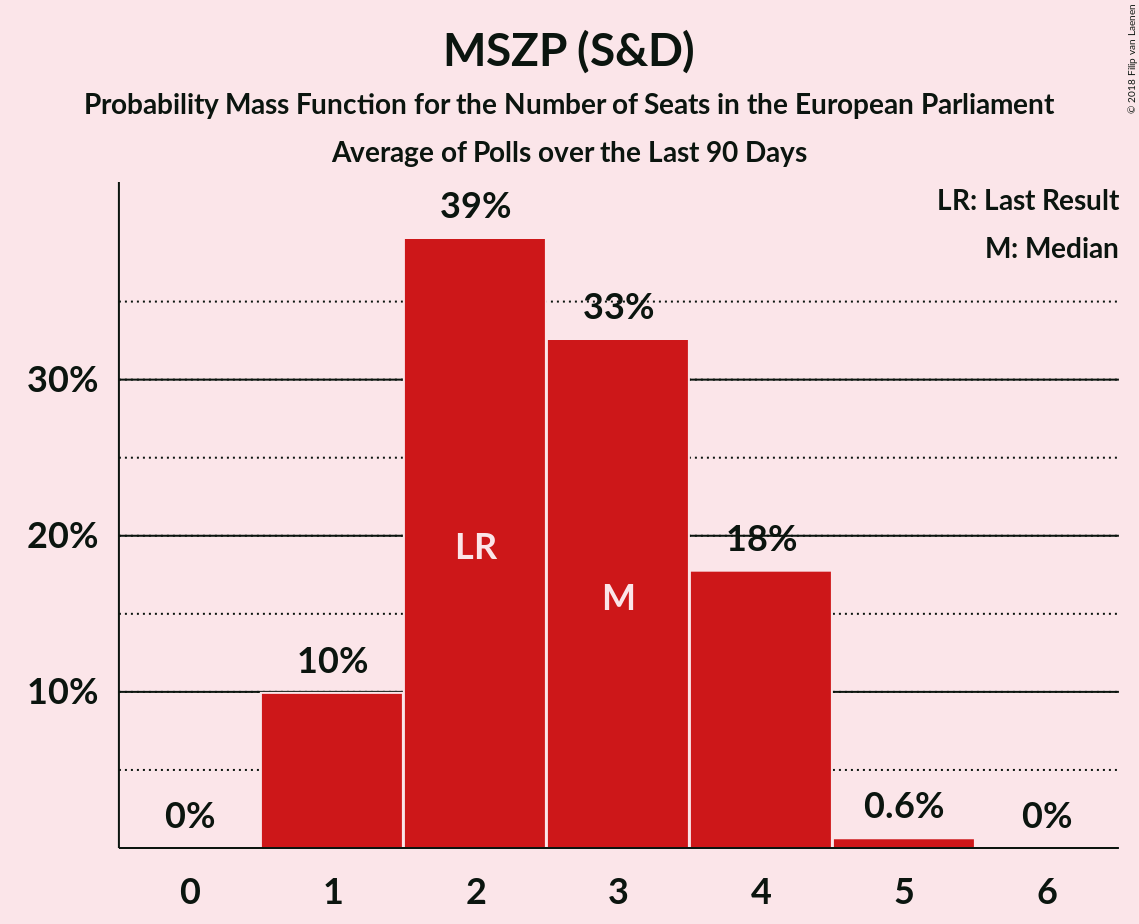 MSZP (S&D)
Probability Mass Function for the Number of Seats in the European Parliament
Average of Polls over the Last 90 Days
© 2018 Filip van Laenen
LR: Last Result
M: Median
39%
33%
30%
20%
18%
LR
M
10%
10%
0%
0.6%
0%
0 1 2 3 4 5 6